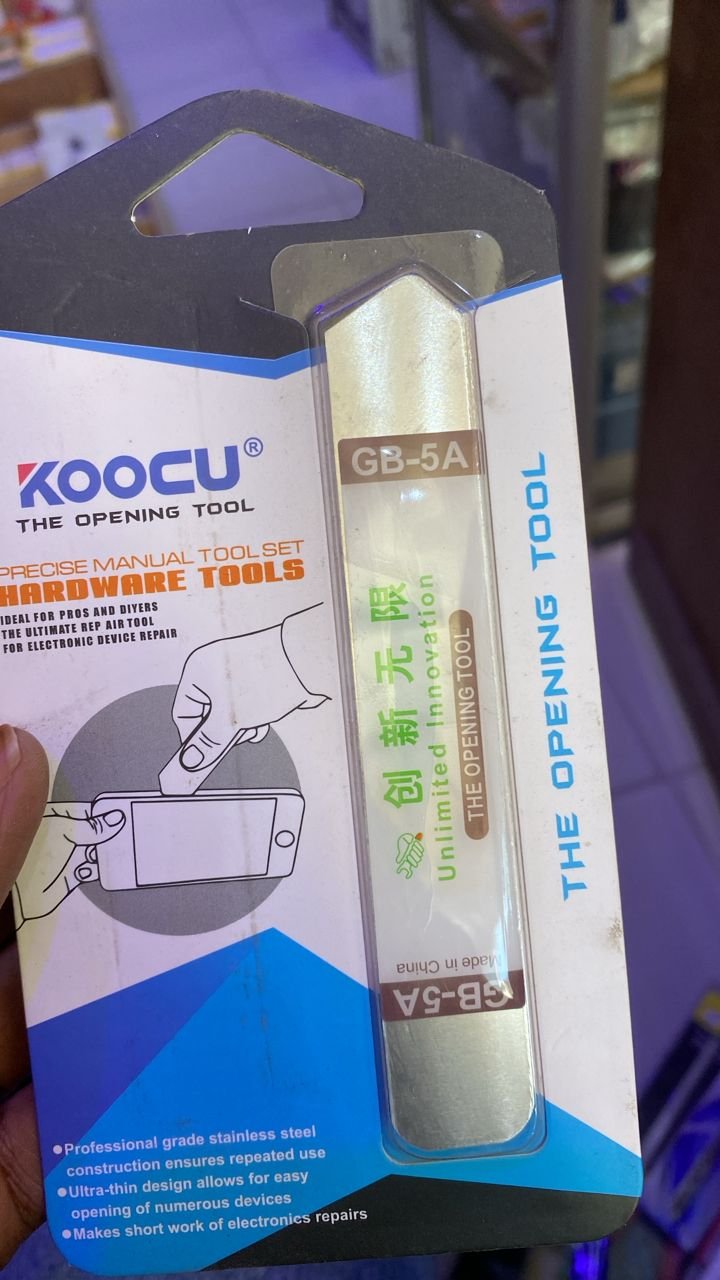 KOOCU®
THE OPENING TOOL
PRECISE MANUAL TOOL SET
HARDWARE TOOLS
IDEAL FOR PROS AND DIYERS
THE ULTIMATE REP AIR TOOL
FOR ELECTRONIC DEVICE REPAIR
GB-5A
创新无限
Unlimited Innovation
THE OPENING TOOL
Made in China
GB-5A
THE OPENING TOOL
●Professional grade stainless steel
construction ensures repeated use
●Ultra-thin design allows for easy
opening of numerous devices
●Makes short work of electronics repairs